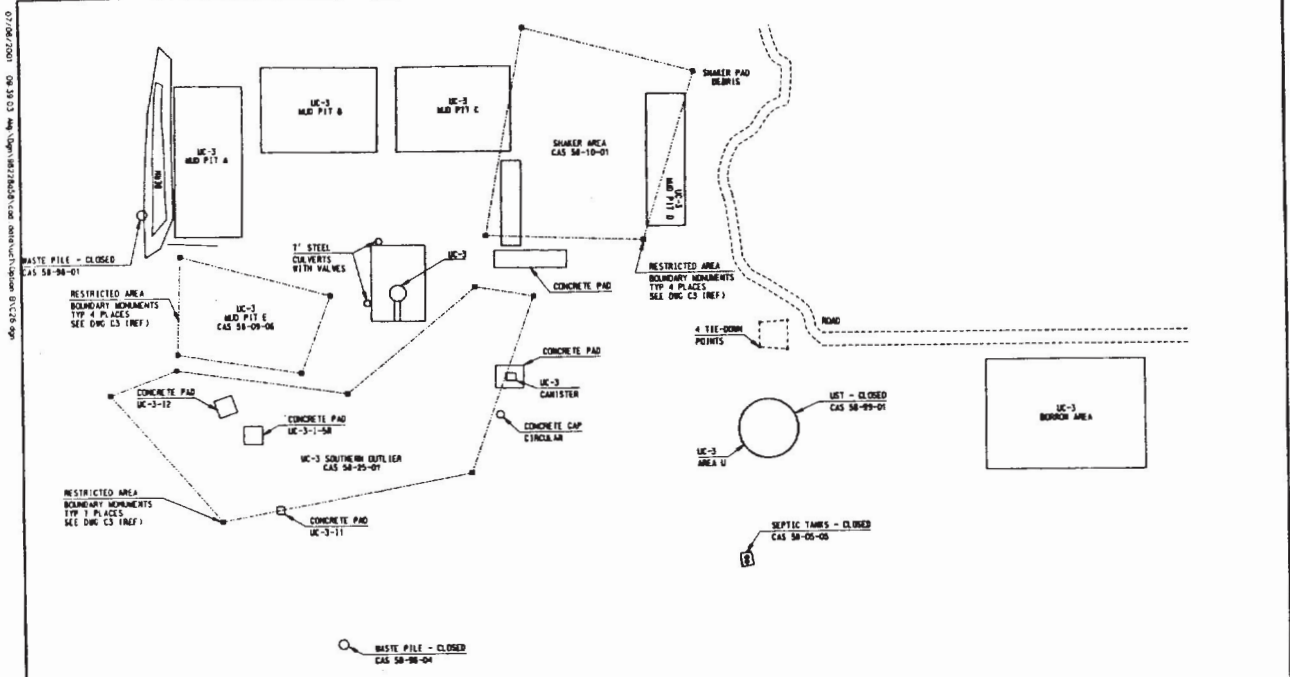 SHAKER PAD
DEBRIS
UC-3
MUD PIT B
UC-3
MUD PIT C
UC-3
MUD PIT A
SHAKER AREA
CAS 58-10-01
UC-3
MUD PIT D
WASTE PILE - CLOSED
CAS 58-98-01
STEEL
CULVERTS
WITH VALVES
UC-3
CONCRETE PAD
RESTRICTED AREA
BOUNDARY MONUMENTS
TYP 4 PLACES
SEE DWG C3 (REF)
RESTRICTED AREA
BOUNDARY MONUMENTS
TYP 4 PLACES
SEE DWG C3 (REF)
UC-3
MUD PIT E
CAS 58-09-06
4 TIE-DOWN
POINTS
ROAD
CONCRETE PAD
UC-3
CANISTER
CONCRETE PAD
UC-3-12
CONCRETE PAD
CONCRETE CAP
CIRCULAR
UST - CLOSED
CAS 58-99-01
UC-3
BORROW AREA
UC-3
AREA U
UC-3 SOUTHERN OUTLIER
CAS 58-25-01
RESTRICTED AREA
BOUNDARY MONUMENTS
TYP 7 PLACES
SEE DWG C3 (REF)
CONCRETE PAD
UC-3-11
SEPTIC TANKS - CLOSED
CAS 58-05-05
WASTE PILE - CLOSED
CAS 58-98-04